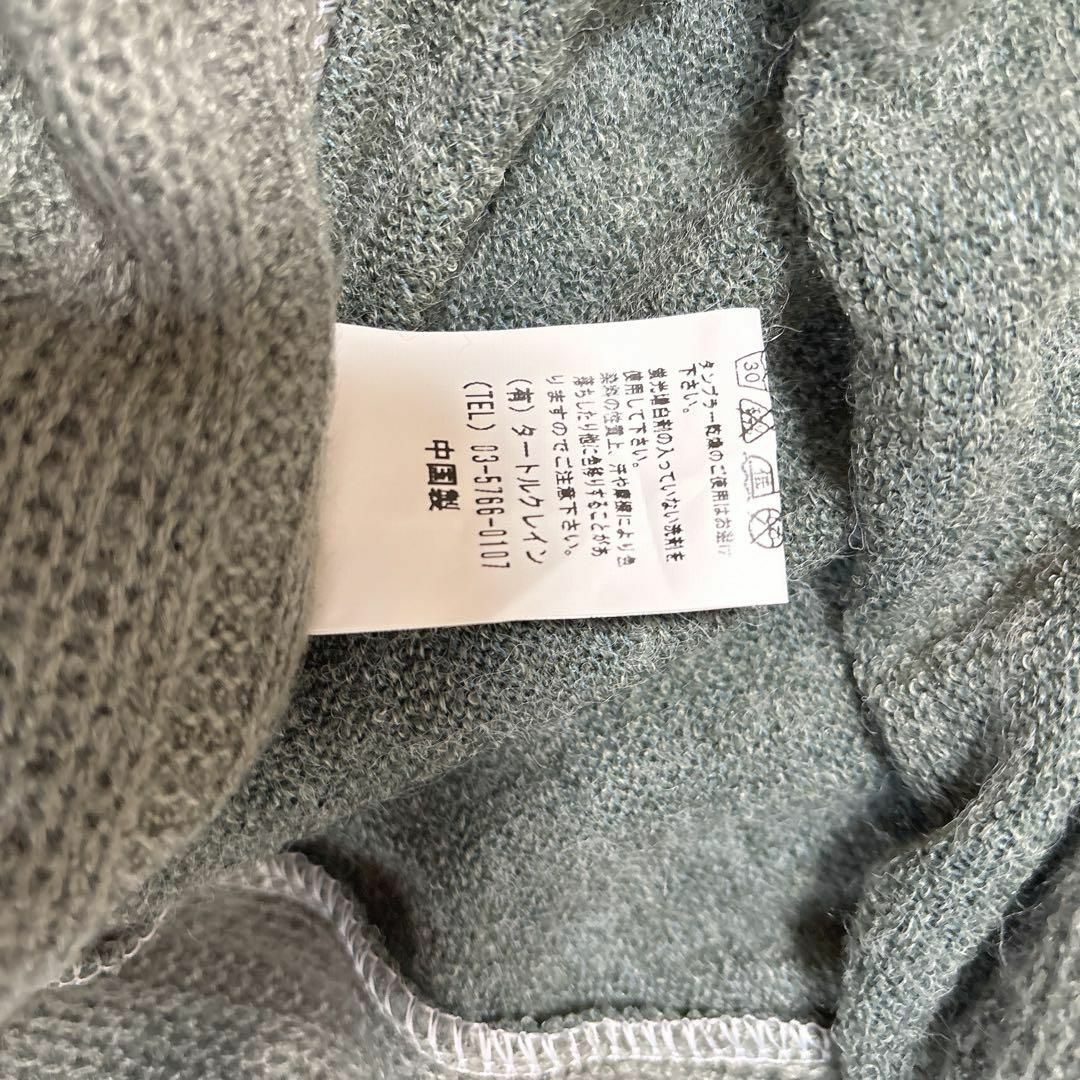 30
タンブラー乾燥のご使用はお避け
下さい。
蛍光増白剤の入っていない洗剤を
使用して下さい。
染色の性質上、汗や摩擦により色
落ちしたり他に色移りすることがあ
りますのでご注意下さい。
(有)タートルクレイン
(TEL) 03-5766-0107
中国製